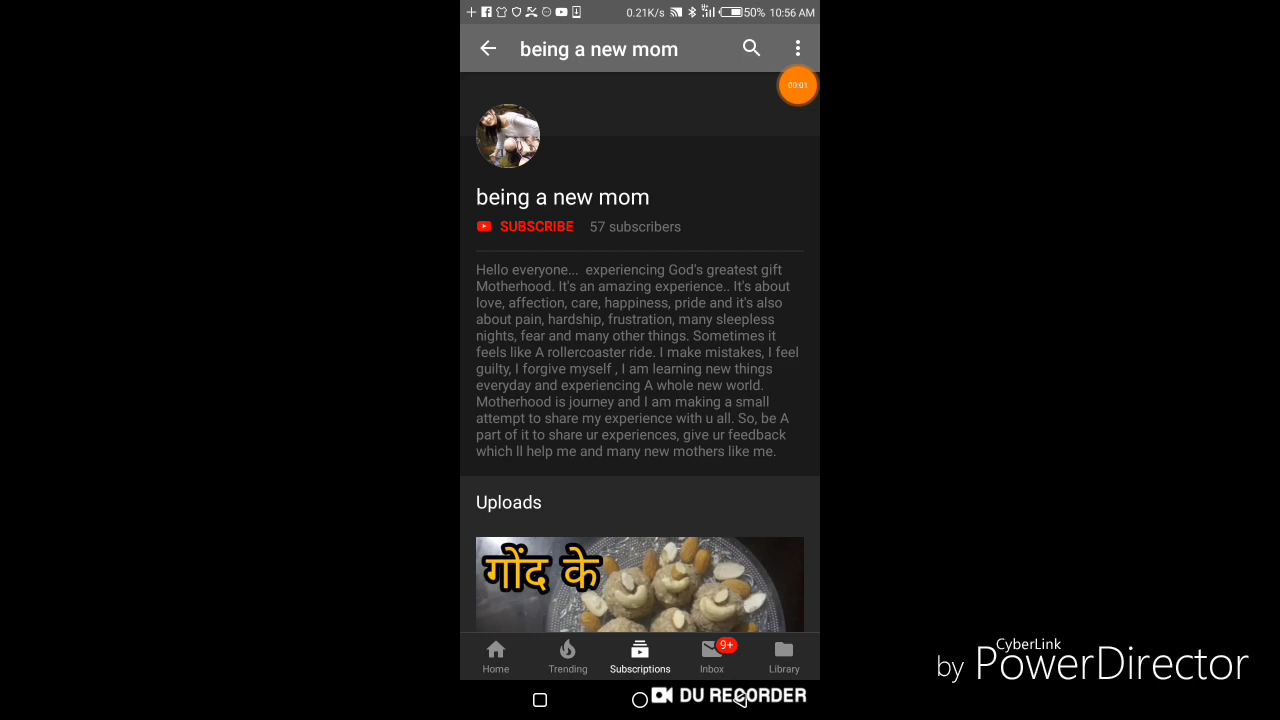 0.21K/s 50% 10:56 AM
being a new mom
00:01
being a new mom
SUBSCRIBE 57 subscribers
Hello everyone...  experiencing God's greatest gift
Motherhood. It's an amazing experience.. It's about
love, affection, care, happiness, pride and it's also
about pain, hardship, frustration, many sleepless
nights, fear and many other things. Sometimes it
feels like A rollercoaster ride. I make mistakes, I feel
guilty, I forgive myself , I am learning new things
everyday and experiencing A whole new world.
Motherhood is journey and I am making a small
attempt to share my experience with u all. So, be A
part of it to share ur experiences, give ur feedback
which ll help me and many new mothers like me.
Uploads
गोंद के
9+
Home Trending Subscriptions Inbox Library
DU RECORDER
CyberLink
by PowerDirector